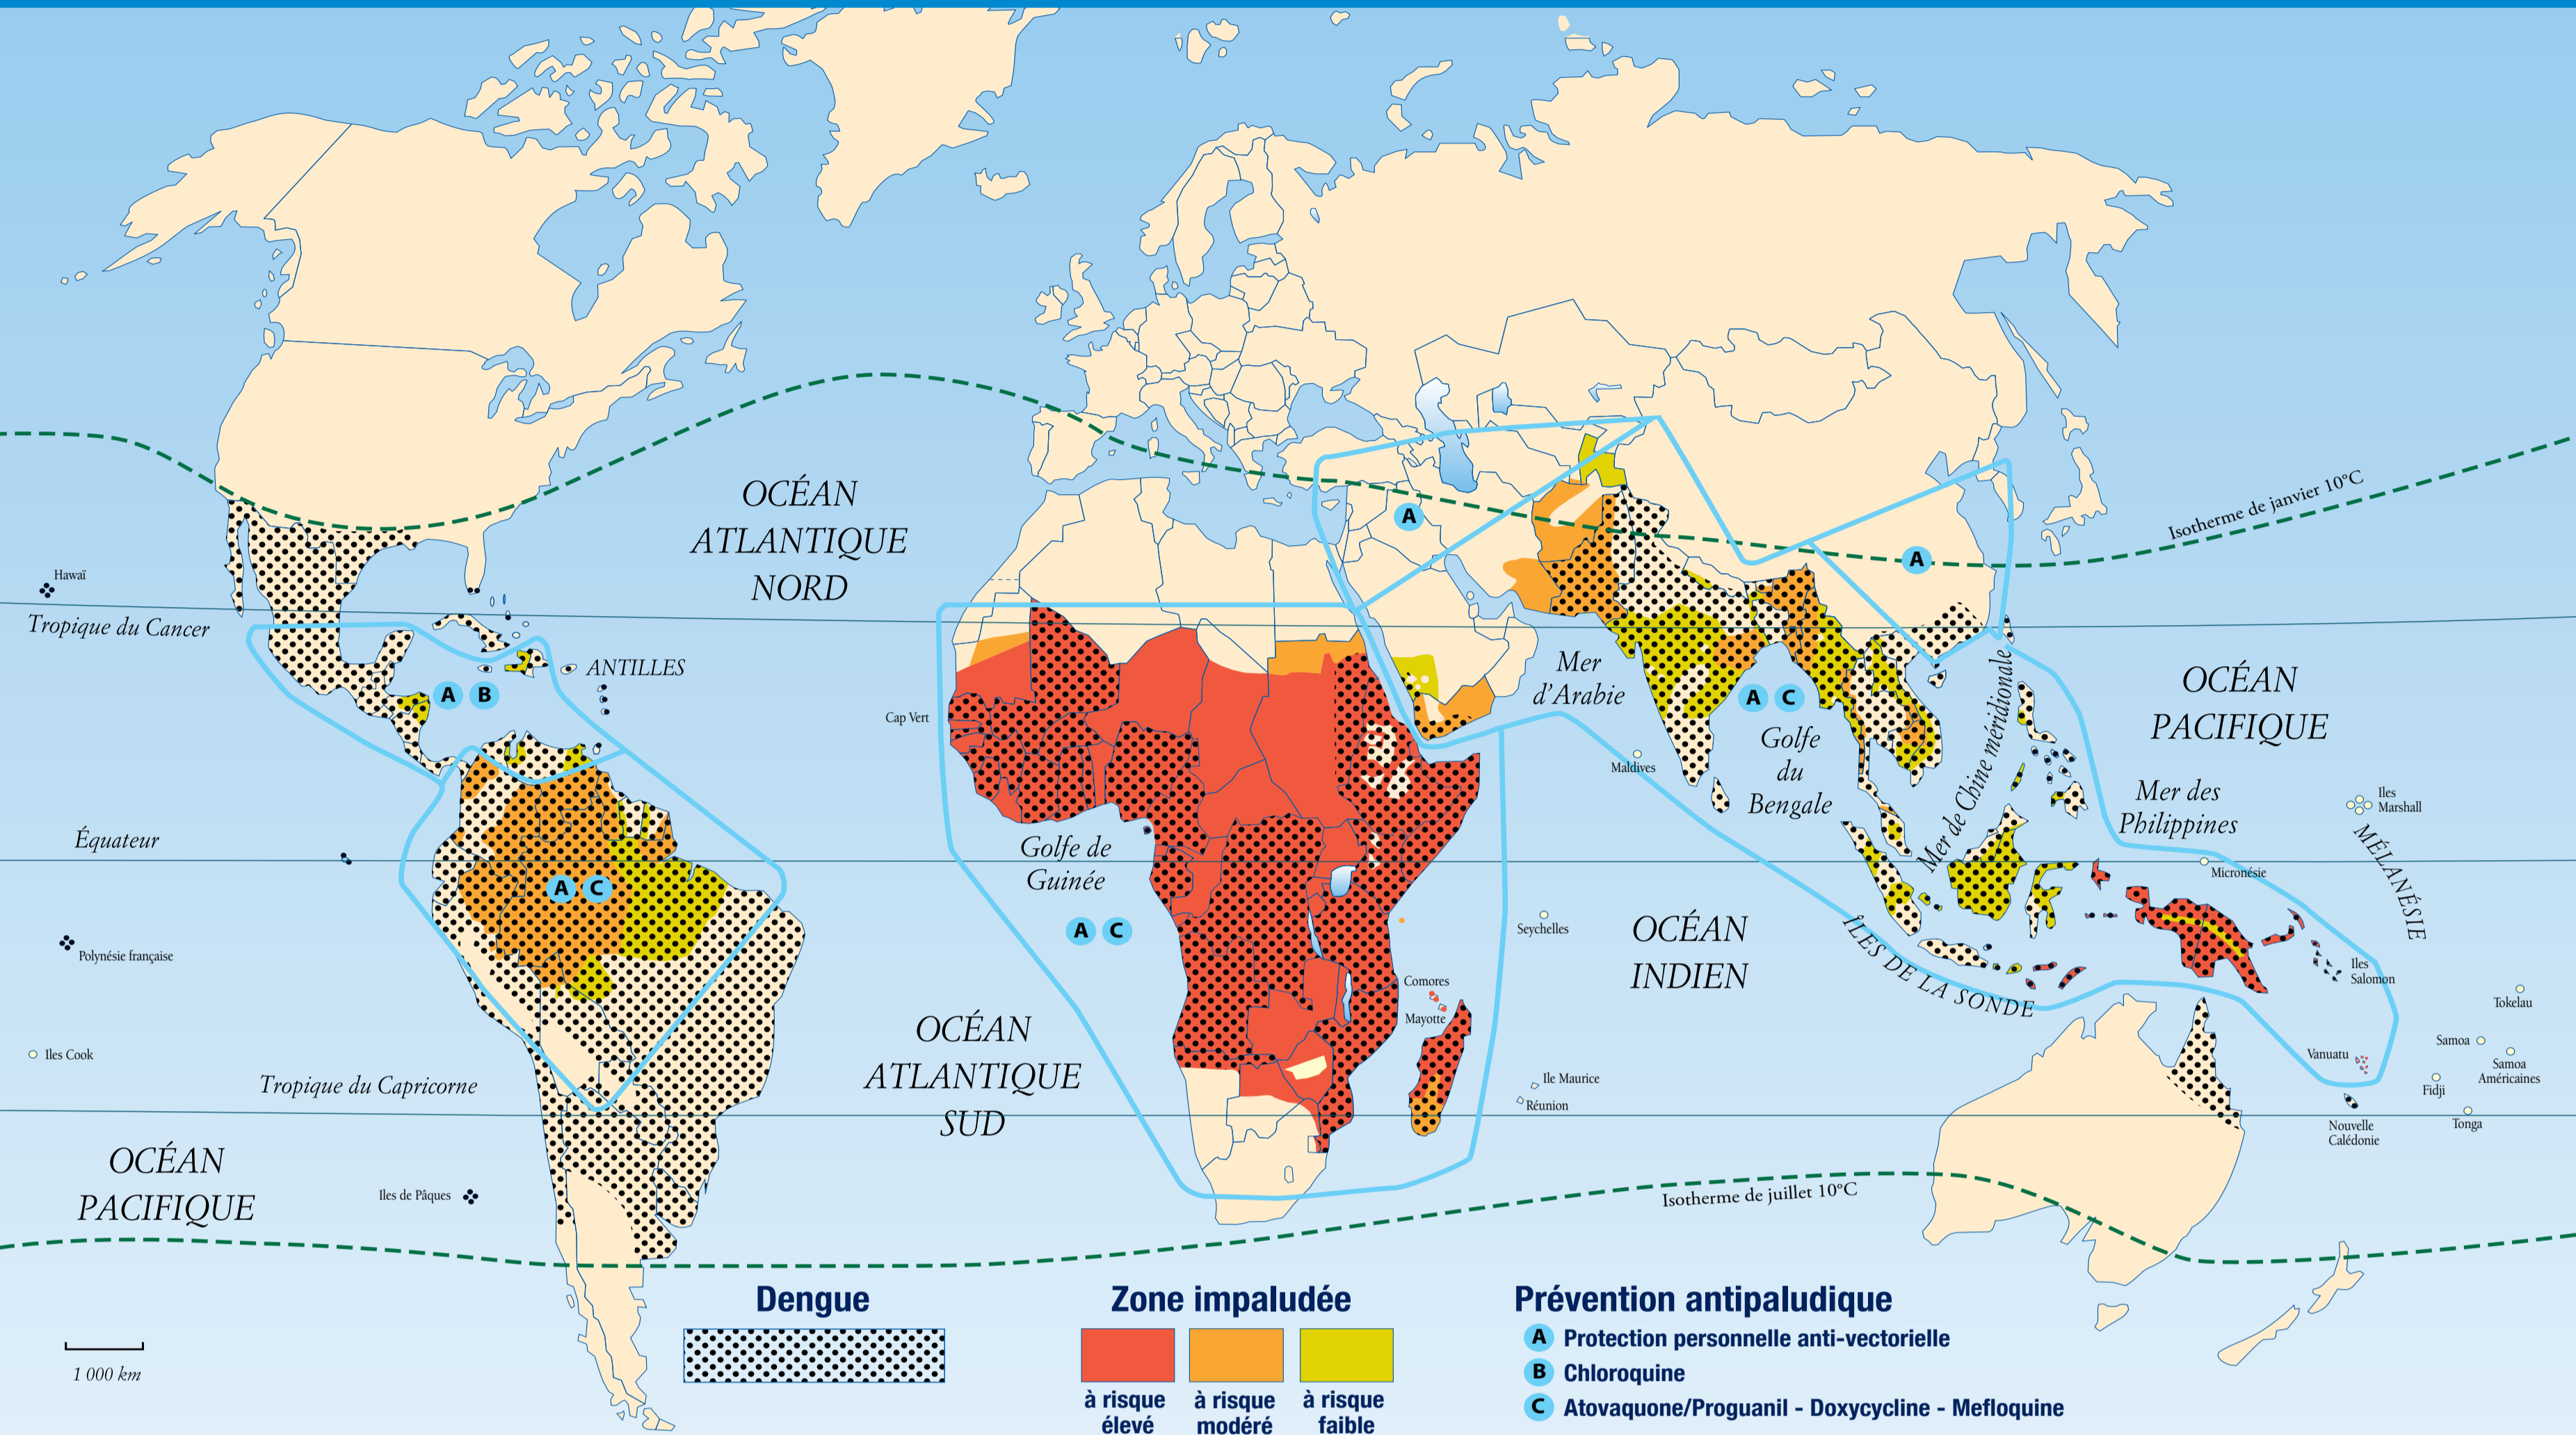 Isotherme de janvier 10°C
OCÉAN
ATLANTIQUE
NORD
A
A
Hawaï
Tropique du Cancer
ANTILLES
A B
Cap Vert
Mer
d'Arabie
A C
Golfe
du
Bengale
Maldives
Mer de Chine méridionale
OCÉAN
PACIFIQUE
Mer des
Philippines
Iles
Marshall
MÉLANÉSIE
Micronésie
Équateur
Golfe de
Guinée
A C
A C
Seychelles
OCÉAN
INDIEN
ÎLES DE LA SONDE
Iles
Salomon
Polynésie française
Comores
Mayotte
Tokelau
Iles Cook
OCÉAN
ATLANTIQUE
SUD
Samoa
Samoa
Américaines
Vanuatu
Fidji
Tonga
Nouvelle
Calédonie
Tropique du Capricorne
Ile Maurice
Réunion
OCÉAN
PACIFIQUE
Iles de Pâques
Isotherme de juillet 10°C
1 000 km
Dengue
Zone impaludée
à risque
élevé
à risque
modéré
à risque
faible
Prévention antipaludique
A Protection personnelle anti-vectorielle
B Chloroquine
C Atovaquone/Proguanil - Doxycycline - Mefloquine